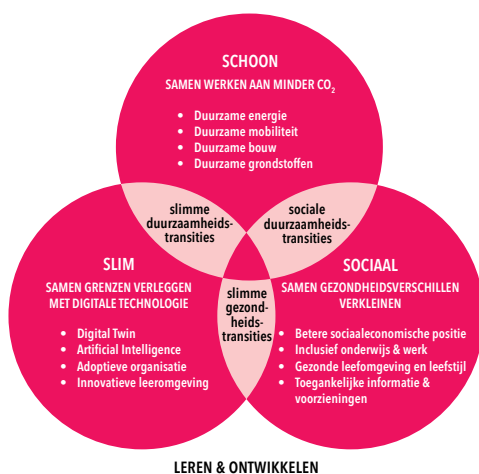 SCHOON
SAMEN WERKEN AAN MINDER CO₂
• Duurzame energie
• Duurzame mobiliteit
• Duurzame bouw
• Duurzame grondstoffen
slimme
duurzaamheids-
transities
sociale
duurzaamheids-
transities
SLIM
SAMEN GRENZEN VERLEGGEN
MET DIGITALE TECHNOLOGIE
• Digital Twin
• Artificial Intelligence
• Adoptieve organisatie
• Innovatieve leeromgeving
slimme
gezond-
heids-
transities
SOCIAAL
SAMEN GEZONDHEIDSVERSCHILLEN
VERKLEINEN
• Betere sociaaleconomische positie
• Inclusief onderwijs & werk
• Gezonde leefomgeving en leefstijl
• Toegankelijke informatie &
voorzieningen
LEREN & ONTWIKKELEN